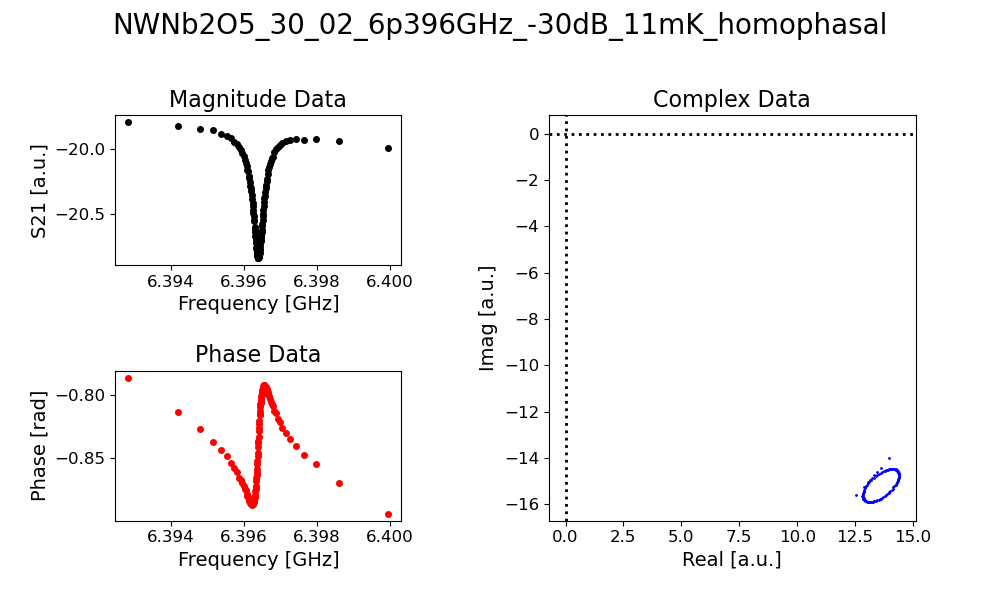 NWNb2O5_30_02_6p396GHz_-30dB_11mK_homophasal
Magnitude Data
S21 [a.u.]
−20.0
−20.5
6.394 6.396 6.398 6.400
Frequency [GHz]
Phase Data
Phase [rad]
−0.80
−0.85
6.394 6.396 6.398 6.400
Frequency [GHz]
Complex Data
Imag [a.u.]
0
−2
−4
−6
−8
−10
−12
−14
−16
0.0 2.5 5.0 7.5 10.0 12.5 15.0
Real [a.u.]